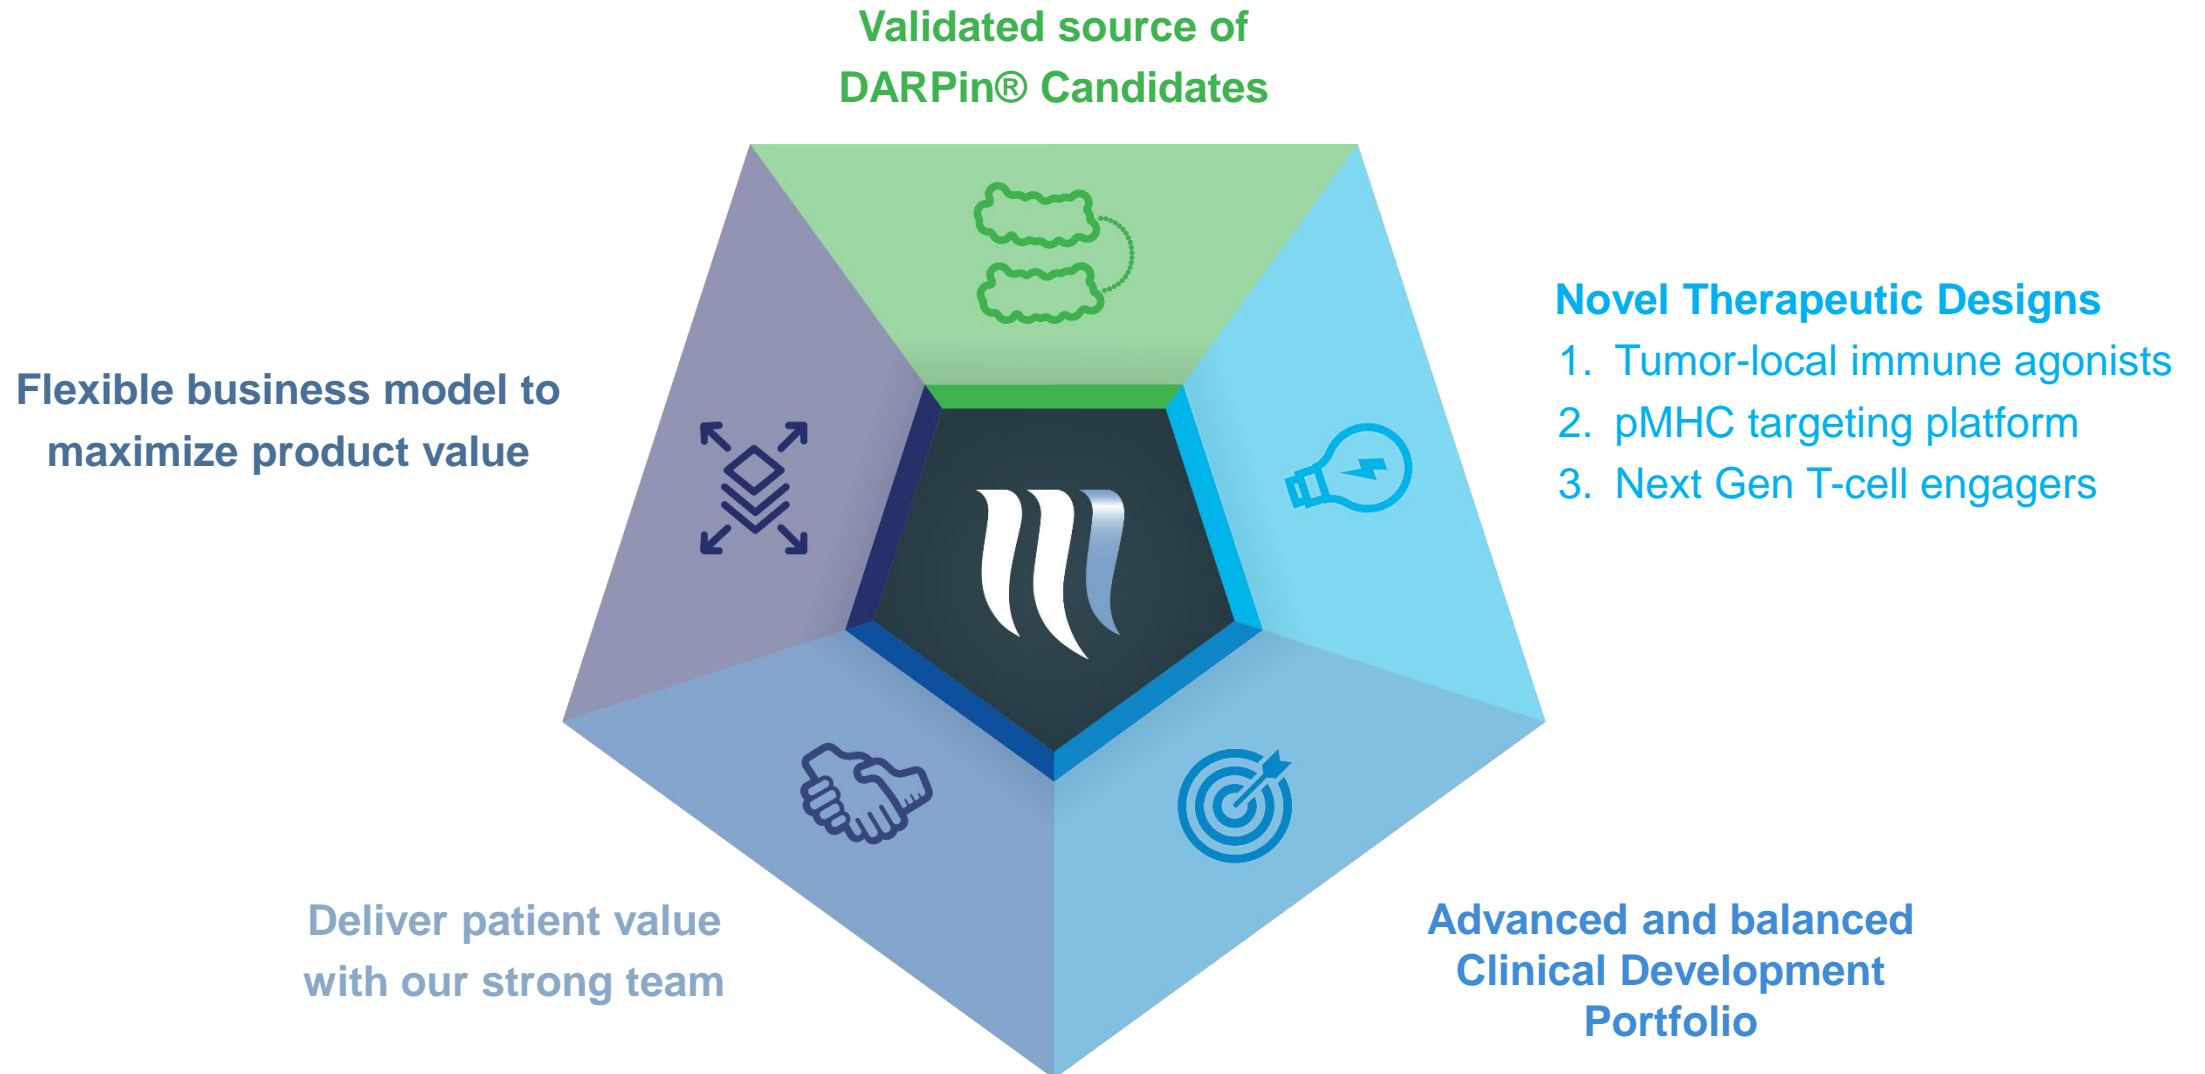 Validated source of
DARPin® Candidates
Novel Therapeutic Designs
1. Tumor-local immune agonists
2. pMHC targeting platform
3. Next Gen T-cell engagers
Flexible business model to
maximize product value
Deliver patient value
with our strong team
Advanced and balanced
Clinical Development
Portfolio